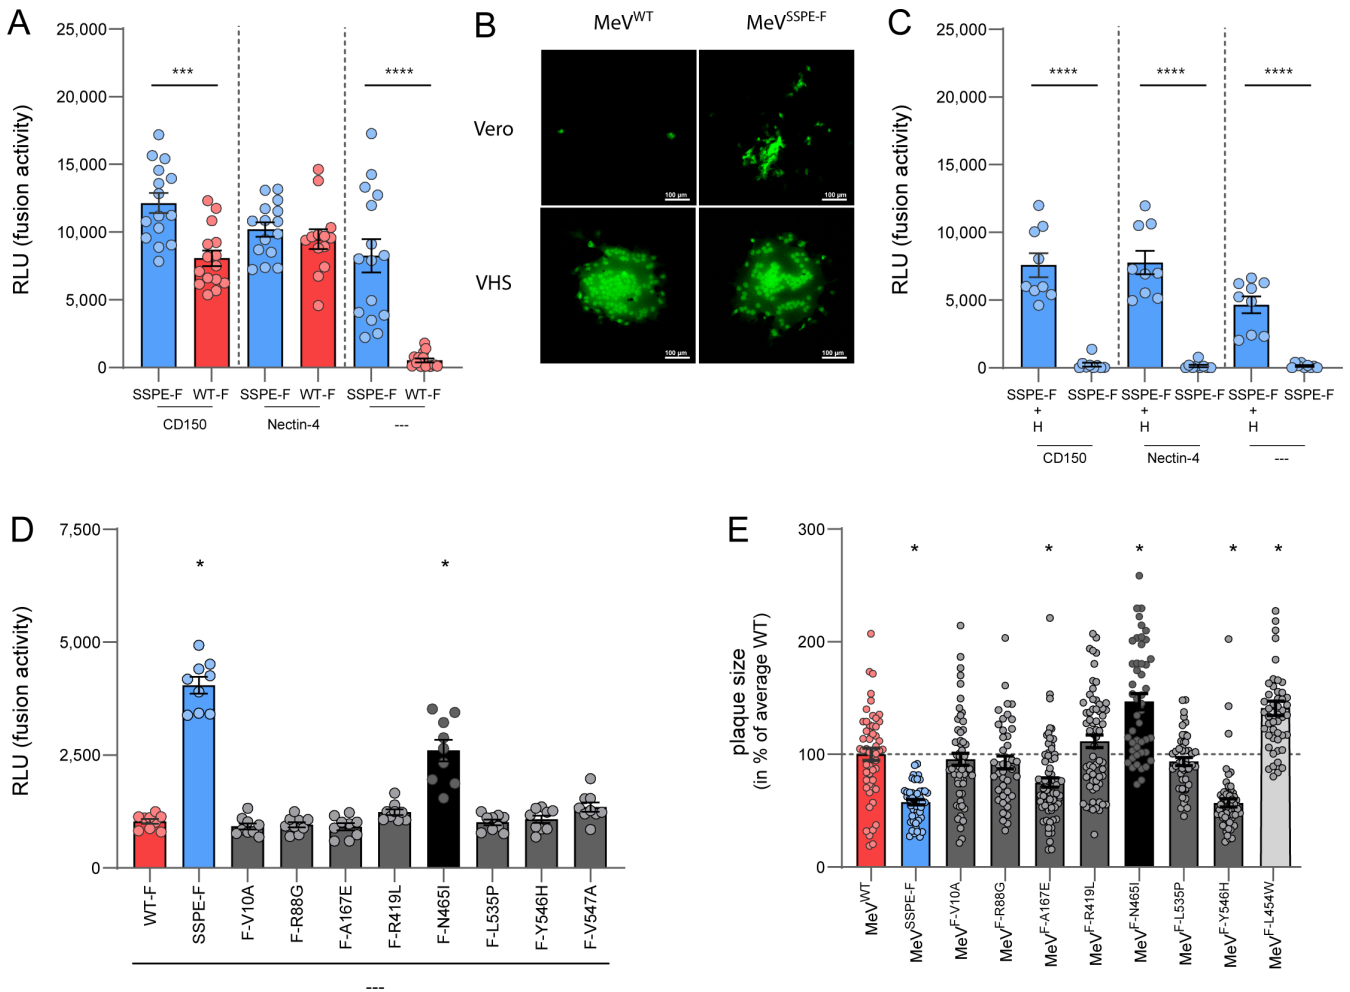 A
25,000
20,000
15,000
10,000
5,000
0
RLU (fusion activity)
***
****
SSPE-F WT-F SSPE-F WT-F SSPE-F WT-F
CD150 Nectin-4 ---
B
MeV^WT MeV^SSPE-F
Vero
VHS
100 μm 100 μm
100 μm 100 μm
C
25,000
20,000
15,000
10,000
5,000
0
RLU (fusion activity)
**** **** ****
SSPE-F SSPE-F SSPE-F SSPE-F SSPE-F SSPE-F
+ + +
H H H
CD150 Nectin-4 ---
D
7,500
5,000
2,500
0
RLU (fusion activity)
* *
WT-F
SSPE-F
F-V10A
F-R88G
F-A167E
F-R419L
F-N465I
F-L535P
F-Y546H
F-V547A
---
E
300
200
100
0
plaque size
(in % of average WT)
* * * * *
MeV^WT
MeV^SSPE-F
MeV^F-V10A
MeV^F-R88G
MeV^F-A167E
MeV^F-R419L
MeV^F-N465I
MeV^F-L535P
MeV^F-Y546H
MeV^F-L454W